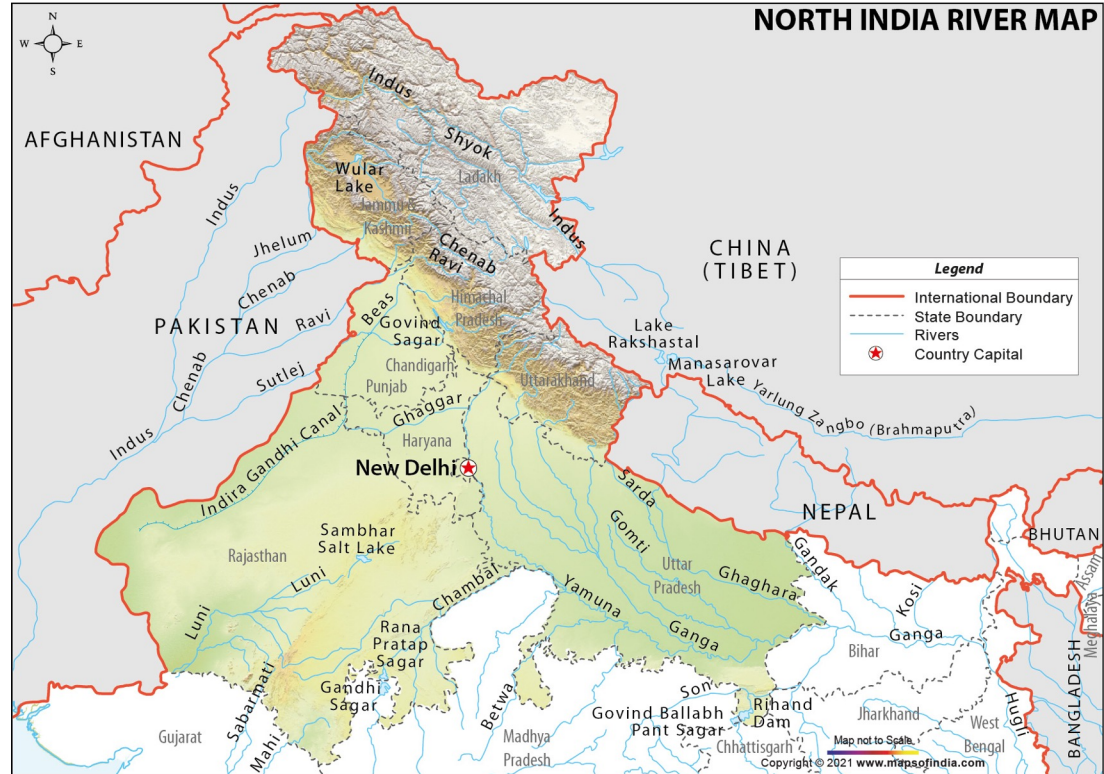 NORTH INDIA RIVER MAP
N
W
E
S
AFGHANISTAN
Indus
Shyok
Ladakh
Wular
Lake
Jammu &
Kashmir
Indus
Indus
Jhelum
Chenab
Chenab
Ravi
CHINA
(TIBET)
Legend
International Boundary
State Boundary
Rivers
Country Capital
PAKISTAN
Ravi
Beas
Govind
Sagar
Himachal
Pradesh
Lake
Rakshastal
Manasarovar
Lake
Yarlung Zangbo (Brahmaputra)
Chandigarh
Punjab
Uttarakhand
Chenab
Sutlej
Indus
Indira Gandhi Canal
Ghaggar
Haryana
New Delhi
Sarda
NEPAL
BHUTAN
Assam
Meghalaya
Sambhar
Salt Lake
Rajasthan
Gomti
Uttar
Pradesh
Ghaghara
Gandak
Kosi
Luni
Luni
Chambal
Yamuna
Ganga
Ganga
Bihar
Rana
Pratap
Sagar
Gandhi
Sagar
Sabarmati
Mahi
Gujarat
Betwa
Madhya
Pradesh
Son
Govind Ballabh
Pant Sagar
Rihand
Dam
Chhattisgarh
Jharkhand
West
Bengal
Hugli
BANGLADESH
Map not to Scale
Copyright © 2021 www.mapsofindia.com